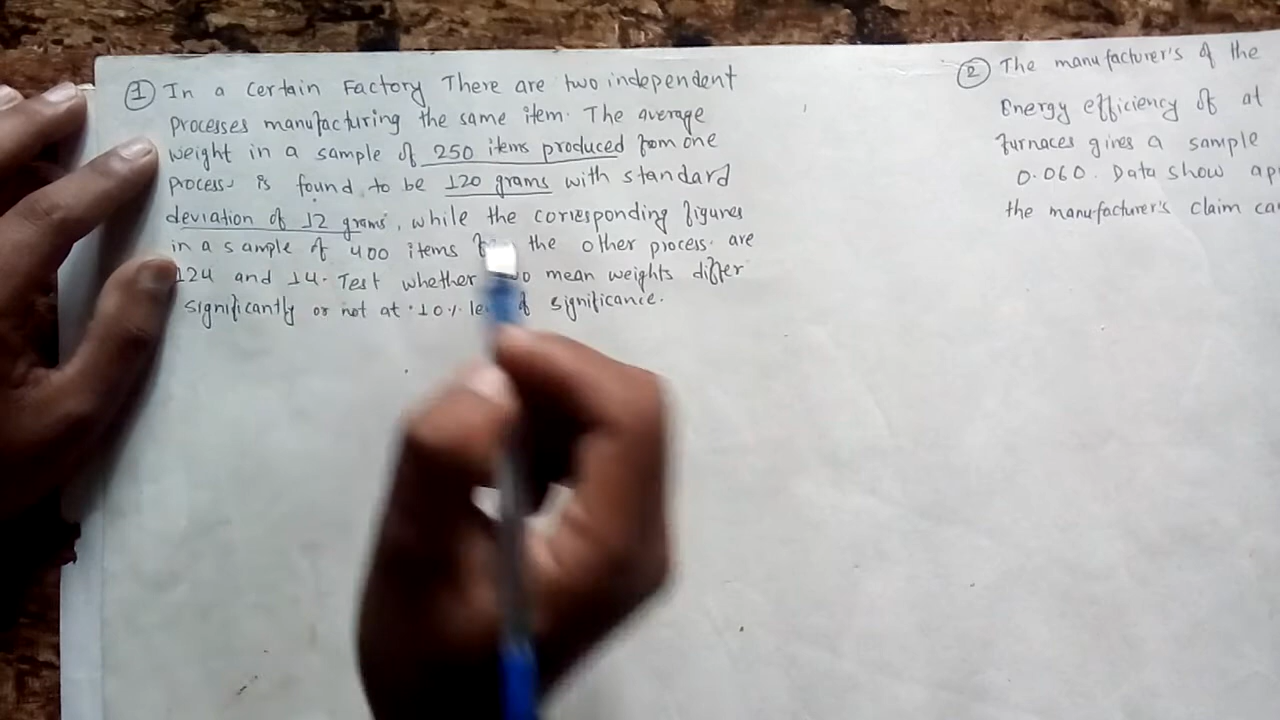 ① In a certain Factory There are two independent
processes manufacturing the same item. The average
weight in a sample of 250 items produced from one
process is found to be 120 grams with standard
deviation of 12 grams, while the corresponding figures
in a sample of 400 items the other process are
124 and 14. Test whether mean weights differ
significantly or not at 10% significance.
② The manufacturer's of the
Energy efficiency of at
furnaces gives a sample
0.060. Data show
the manufacturer's claim